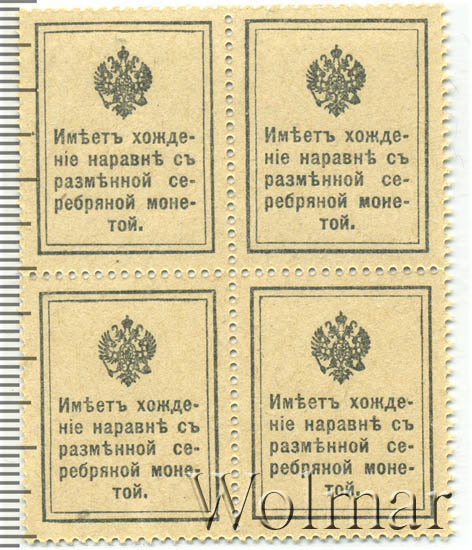 Имѣетъ хожде-
ніе наравнѣ съ
размѣнной се-
ребряной моне-
той.
Имѣетъ хожде-
ніе наравнѣ съ
размѣнной се-
ребряной моне-
той.
Имѣетъ хожде-
ніе наравнѣ съ
размѣнной се-
ребряной моне-
той.
Имѣетъ хожде-
ніе наравнѣ съ
размѣнной се-
ребряной моне-
той.
Wolmar